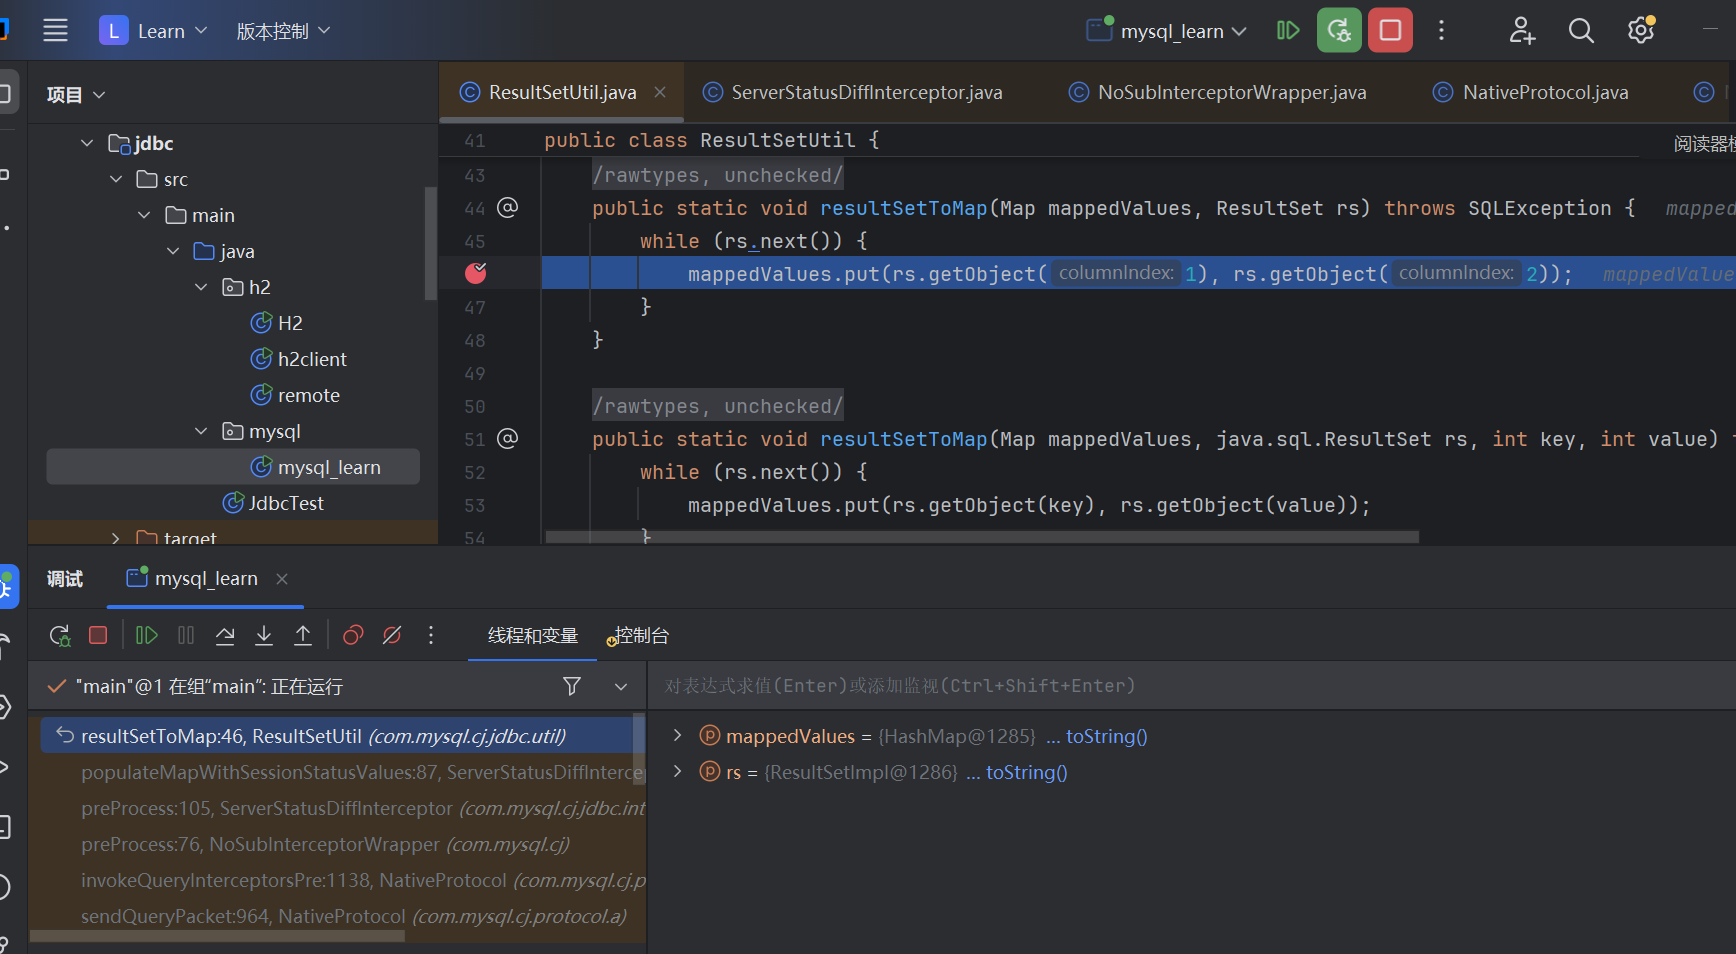 L Learn 版本控制 mysql_learn
项目
ResultSetUtil.java ServerStatusDiffInterceptor.java NoSubInterceptorWrapper.java NativeProtocol.java
jdbc
src
main
java
h2
H2
h2client
remote
mysql
mysql_learn
JdbcTest
target
41 public class ResultSetUtil {
阅读器模
43 /rawtypes, unchecked/
44 @ public static void resultSetToMap(Map mappedValues, ResultSet rs) throws SQLException { mapped
45 while (rs.next()) {
mappedValues.put(rs.getObject( columnIndex: 1), rs.getObject( columnIndex: 2)); mappedValue
47 }
48 }
49
50 /rawtypes, unchecked/
51 @ public static void resultSetToMap(Map mappedValues, java.sql.ResultSet rs, int key, int value)
52 while (rs.next()) {
53 mappedValues.put(rs.getObject(key), rs.getObject(value));
54 }
调试 mysql_learn
线程和变量 控制台
"main"@1 在组“main”: 正在运行
对表达式求值(Enter)或添加监视(Ctrl+Shift+Enter)
resultSetToMap:46, ResultSetUtil (com.mysql.cj.jdbc.util)
populateMapWithSessionStatusValues:87, ServerStatusDiffInterce
preProcess:105, ServerStatusDiffInterceptor (com.mysql.cj.jdbc.int
preProcess:76, NoSubInterceptorWrapper (com.mysql.cj)
invokeQueryInterceptorsPre:1138, NativeProtocol (com.mysql.cj.p
sendQueryPacket:964, NativeProtocol (com.mysql.cj.protocol.a)
p mappedValues = {HashMap@1285} ... toString()
p rs = {ResultSetImpl@1286} ... toString()